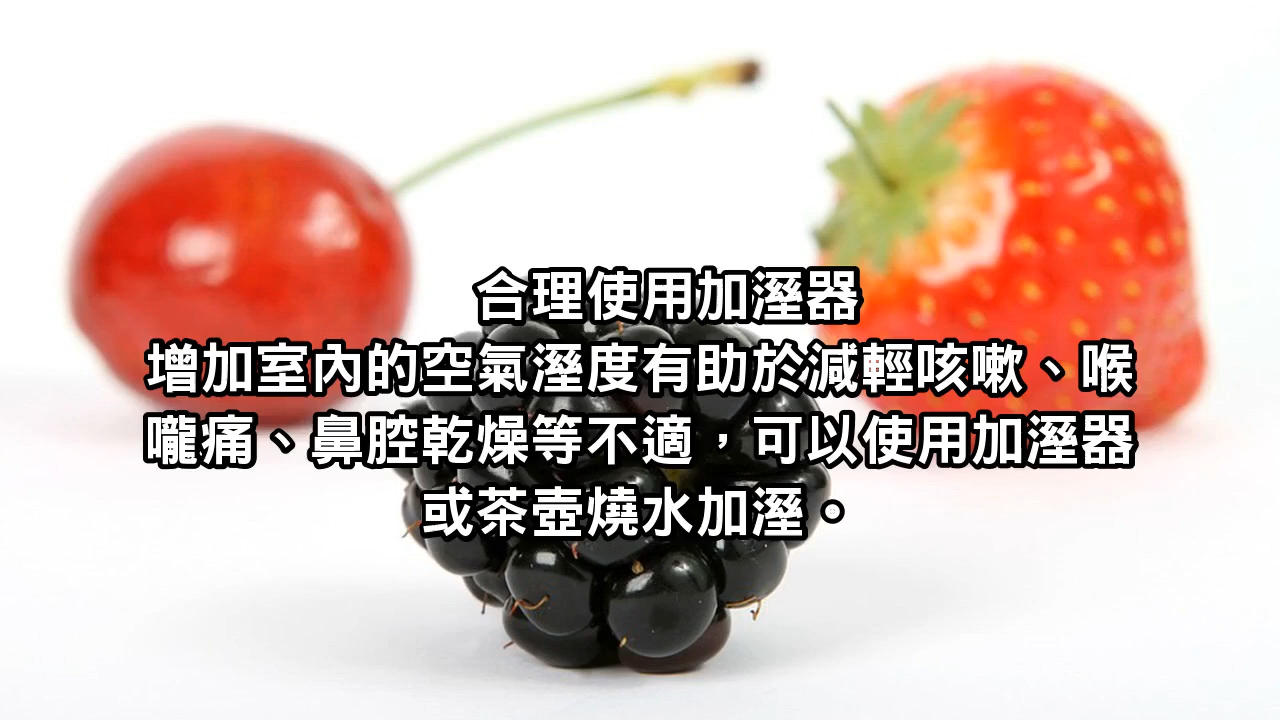 合理使用加溼器
增加室內的空氣溼度有助於減輕咳嗽、喉
嚨痛、鼻腔乾燥等不適，可以使用加溼器
或茶壺燒水加溼。